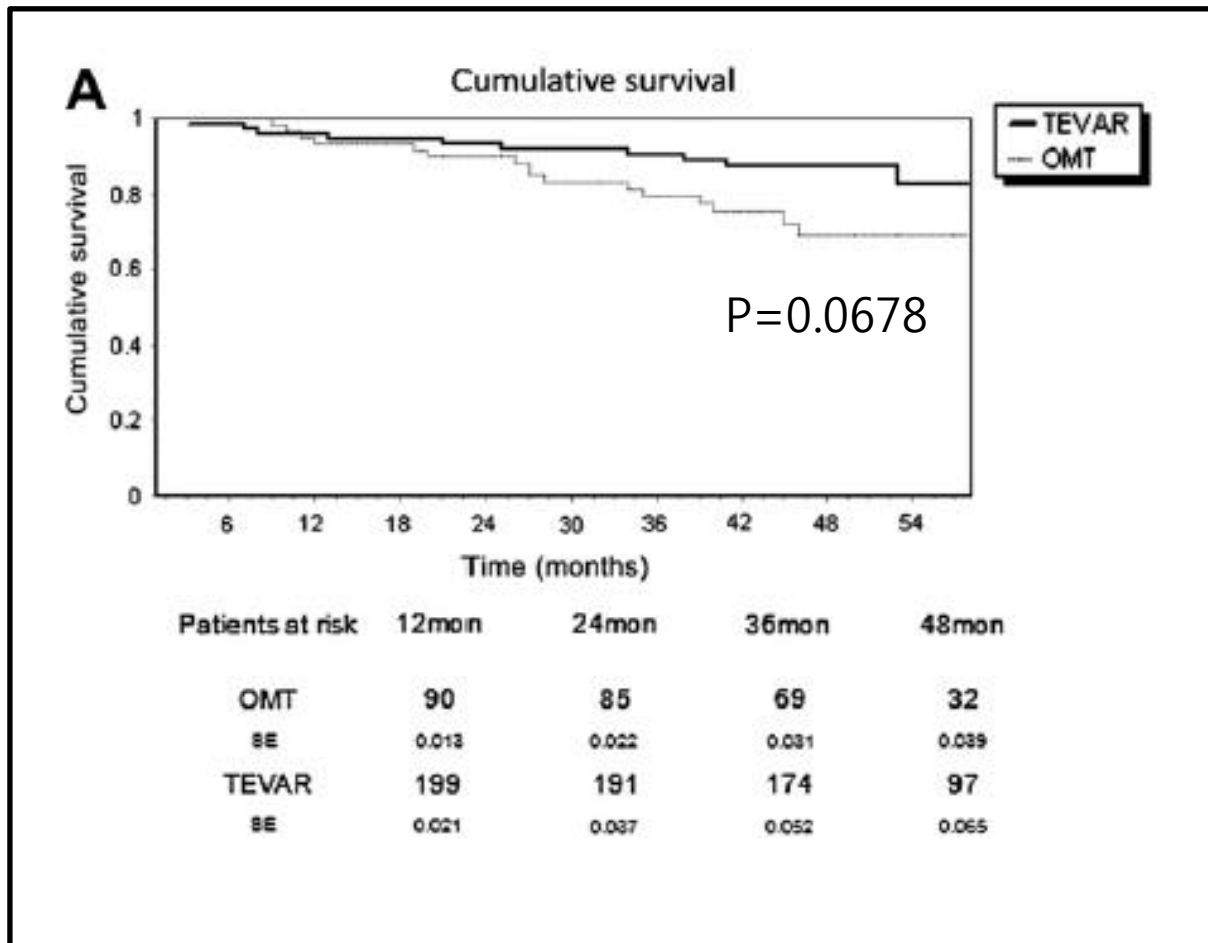 A
Cumulative survival
TEVAR
OMT
Cumulative survival
1
0.8
0.6
0.4
0.2
0
P=0.0678
6 12 18 24 30 36 42 48 54
Time (months)
Patients at risk 12mon 24mon 36mon 48mon
OMT 90 85 69 32
SE 0.013 0.022 0.031 0.039
TEVAR 199 191 174 97
SE 0.021 0.037 0.052 0.065